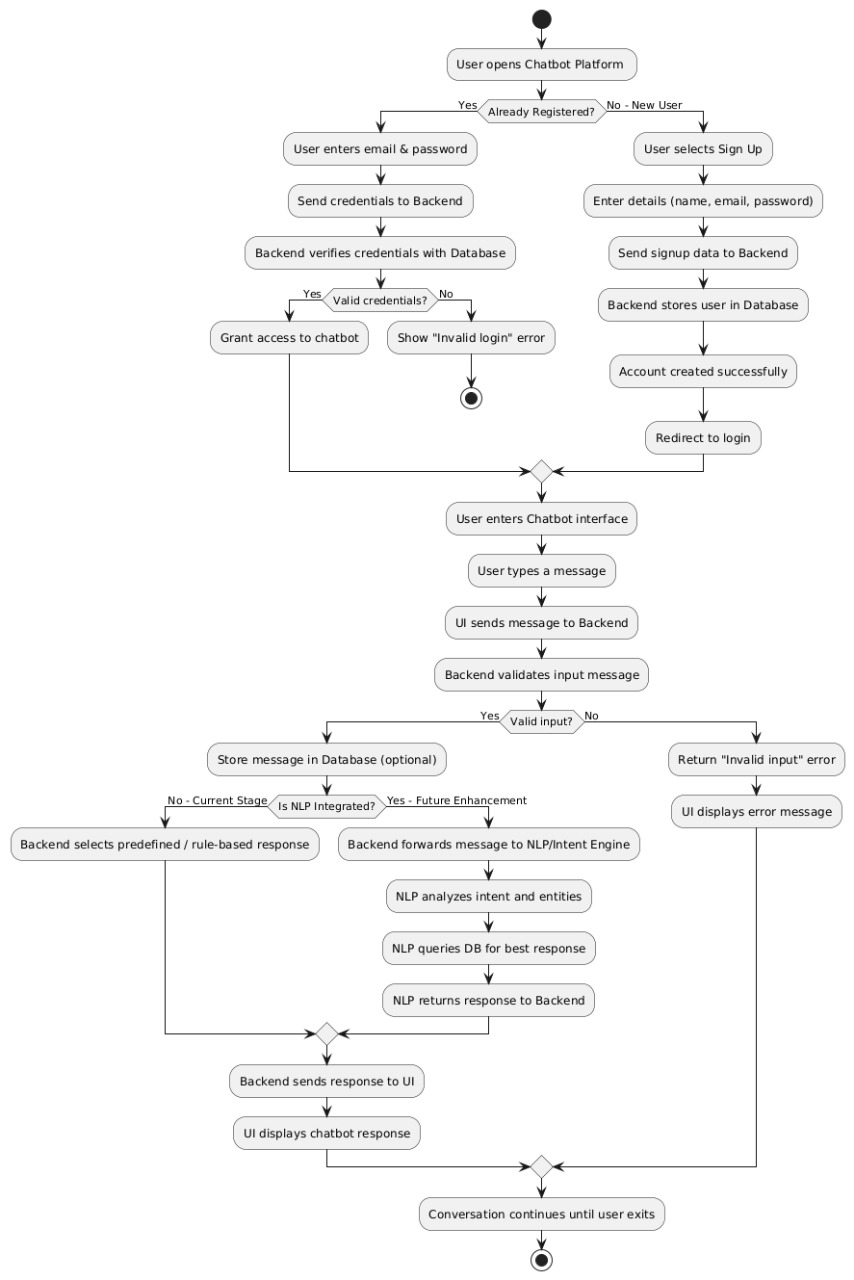 User opens Chatbot Platform
Yes
Already Registered?
No - New User
User enters email & password
User selects Sign Up
Send credentials to Backend
Enter details (name, email, password)
Backend verifies credentials with Database
Send signup data to Backend
Yes
Valid credentials?
No
Backend stores user in Database
Grant access to chatbot
Show "Invalid login" error
Account created successfully
Redirect to login
User enters Chatbot interface
User types a message
UI sends message to Backend
Backend validates input message
Yes
Valid input?
No
Store message in Database (optional)
Return "Invalid input" error
No - Current Stage
Is NLP Integrated?
Yes - Future Enhancement
UI displays error message
Backend selects predefined / rule-based response
Backend forwards message to NLP/Intent Engine
NLP analyzes intent and entities
NLP queries DB for best response
NLP returns response to Backend
Backend sends response to UI
UI displays chatbot response
Conversation continues until user exits